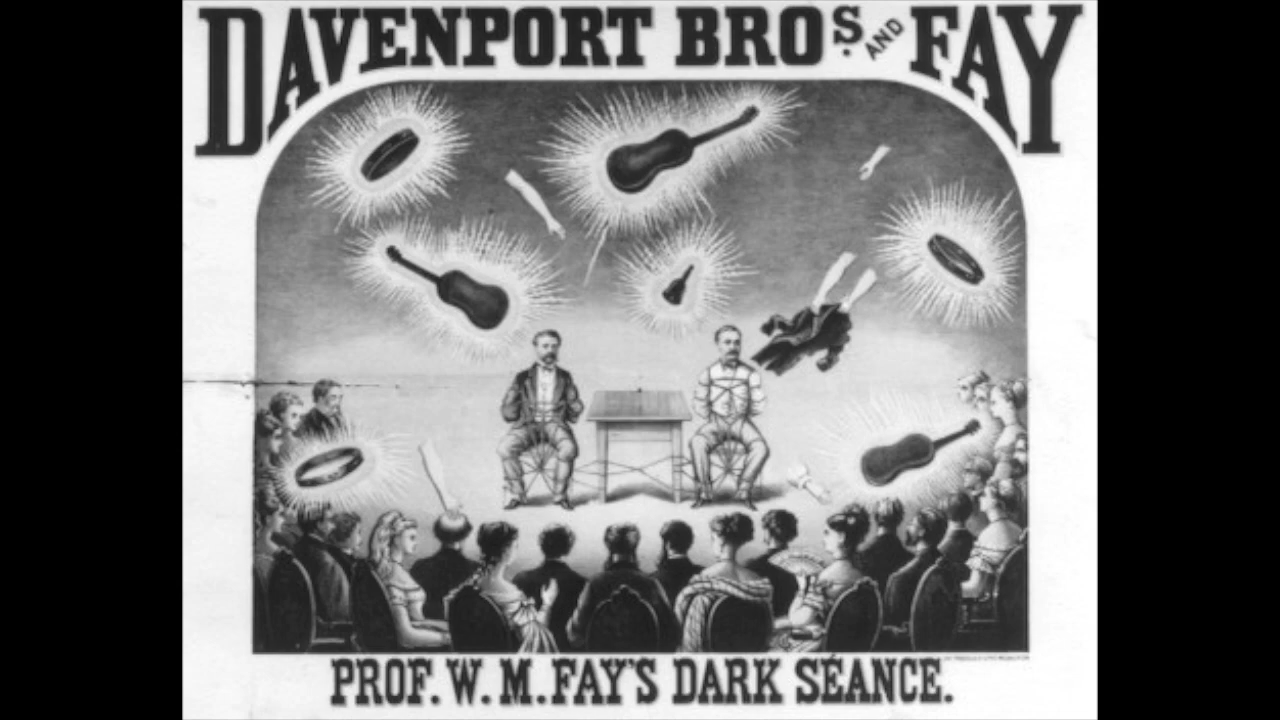 DAVENPORT BROS. AND FAY
PROF. W. M. FAY'S DARK SÉANCE.